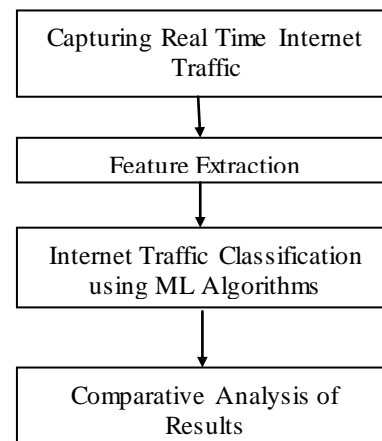 Capturing Real Time Internet
Traffic
Feature Extraction
Internet Traffic Classification
using ML Algorithms
Comparative Analysis of
Results